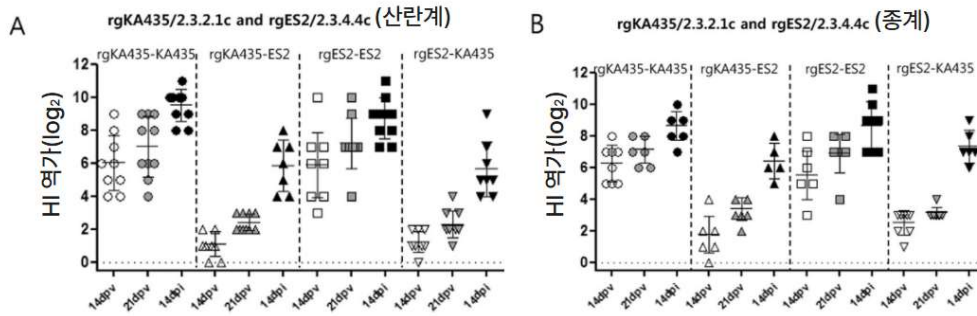 A
rgKA435/2.3.2.1c and rgES2/2.3.4.4c (산란계)
rgKA435-KA435 rgKA435-ES2 rgES2-ES2 rgES2-KA435
HI 역가(log₂)
12
10
8
6
4
2
0
14dpv 21dpv 14dpi 14dpv 21dpv 14dpi 14dpv 21dpv 14dpi 14dpv 21dpv 14dpi
B
rgKA435/2.3.2.1c and rgES2/2.3.4.4c (종계)
rgKA435-KA435 rgKA435-ES2 rgES2-ES2 rgES2-KA435
HI 역가(log₂)
12
10
8
6
4
2
0
14dpv 21dpv 14dpi 14dpv 21dpv 14dpi 14dpv 21dpv 14dpi 14dpv 21dpv 14dpi